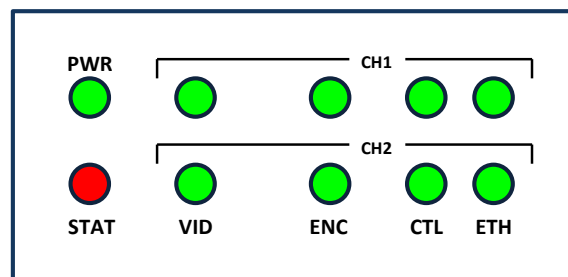 PWR
CH1
CH2
STAT VID ENC CTL ETH